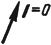 l = 0